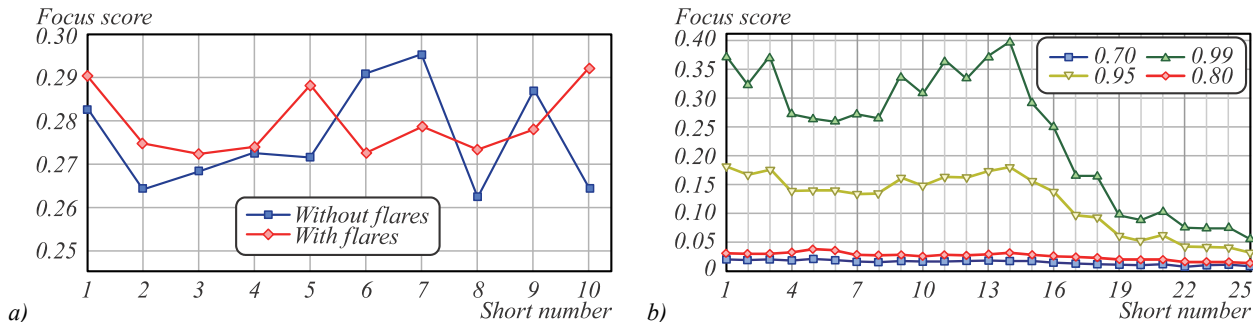 Focus score
0.30
0.29
0.28
0.27
0.26
0.25
Without flares
With flares
1 2 3 4 5 6 7 8 9 10
Short number
a)
Focus score
0.40
0.35
0.30
0.25
0.20
0.15
0.10
0.05
0
0.70 0.99
0.95 0.80
1 4 7 10 13 16 19 22 25
Short number
b)